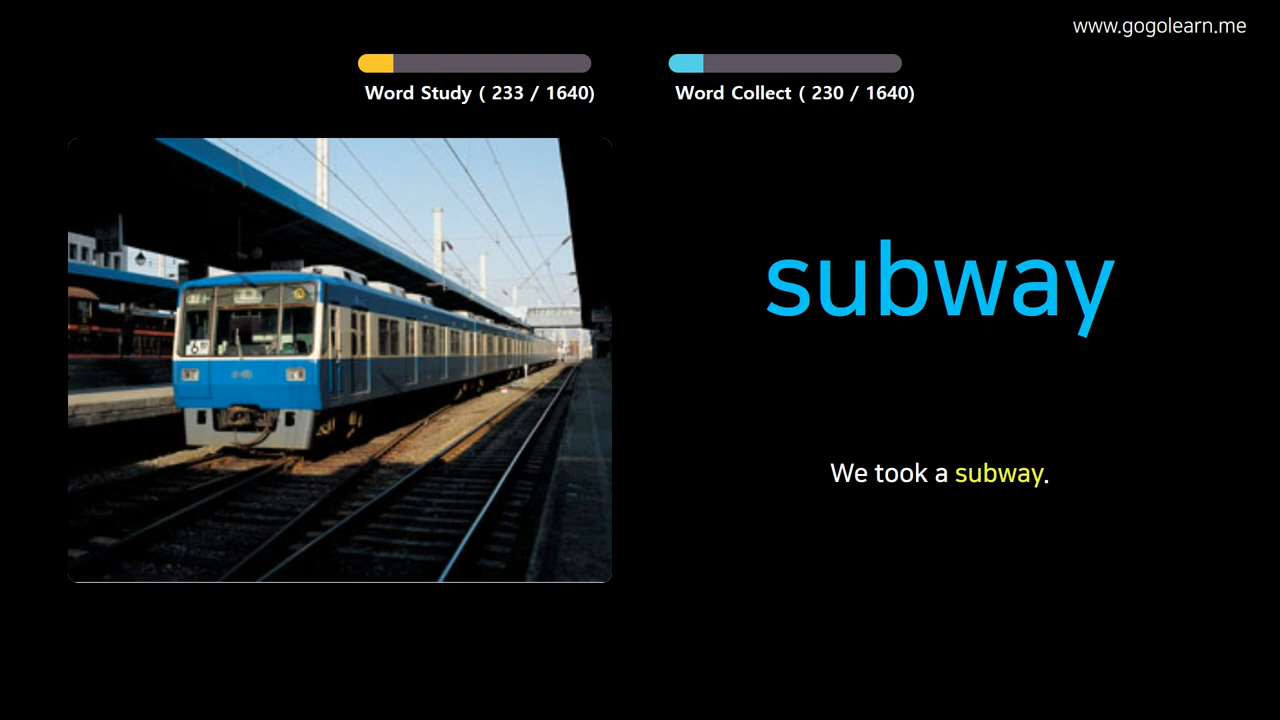 www.gogolearn.me
Word Study ( 233 / 1640)
Word Collect ( 230 / 1640)
subway
We took a subway.